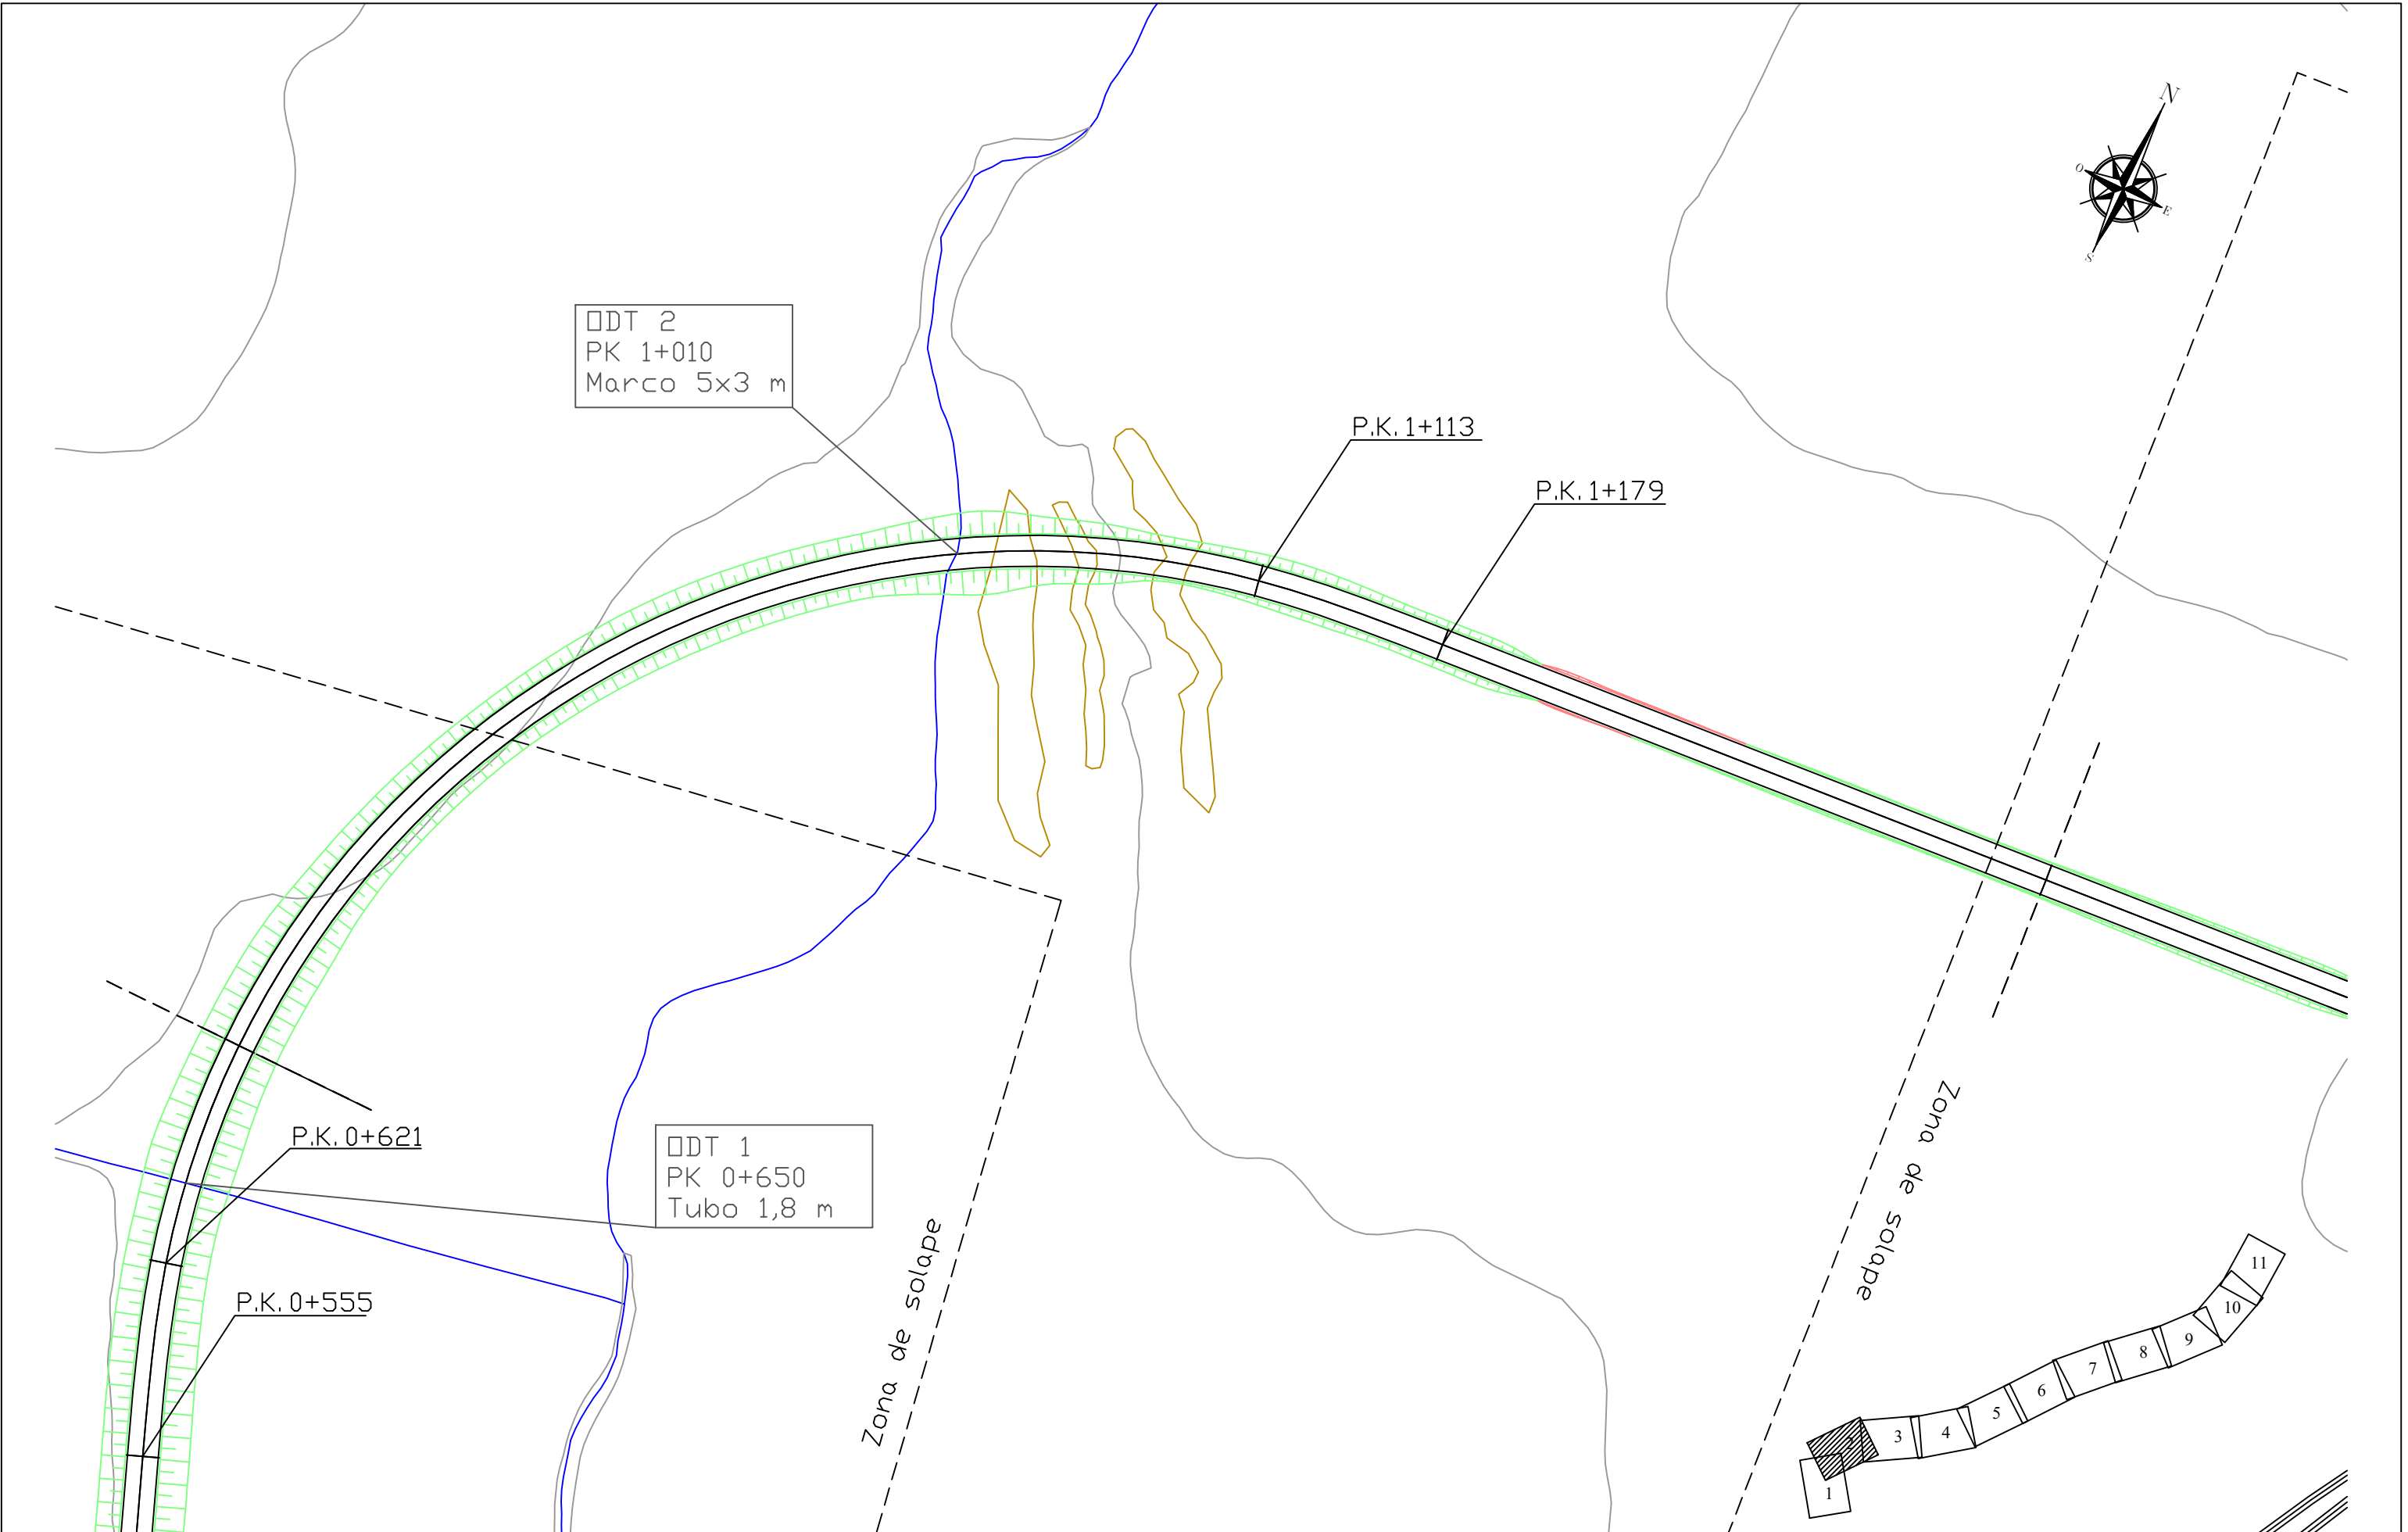 N
O
E
S
ODT 2
PK 1+010
Marco 5x3 m
P.K. 1+113
P.K. 1+179
P.K. 0+621
ODT 1
PK 0+650
Tubo 1,8 m
P.K. 0+555
Zona de solape
Zona de solape
11
10
9
8
7
6
5
4
3
2
1